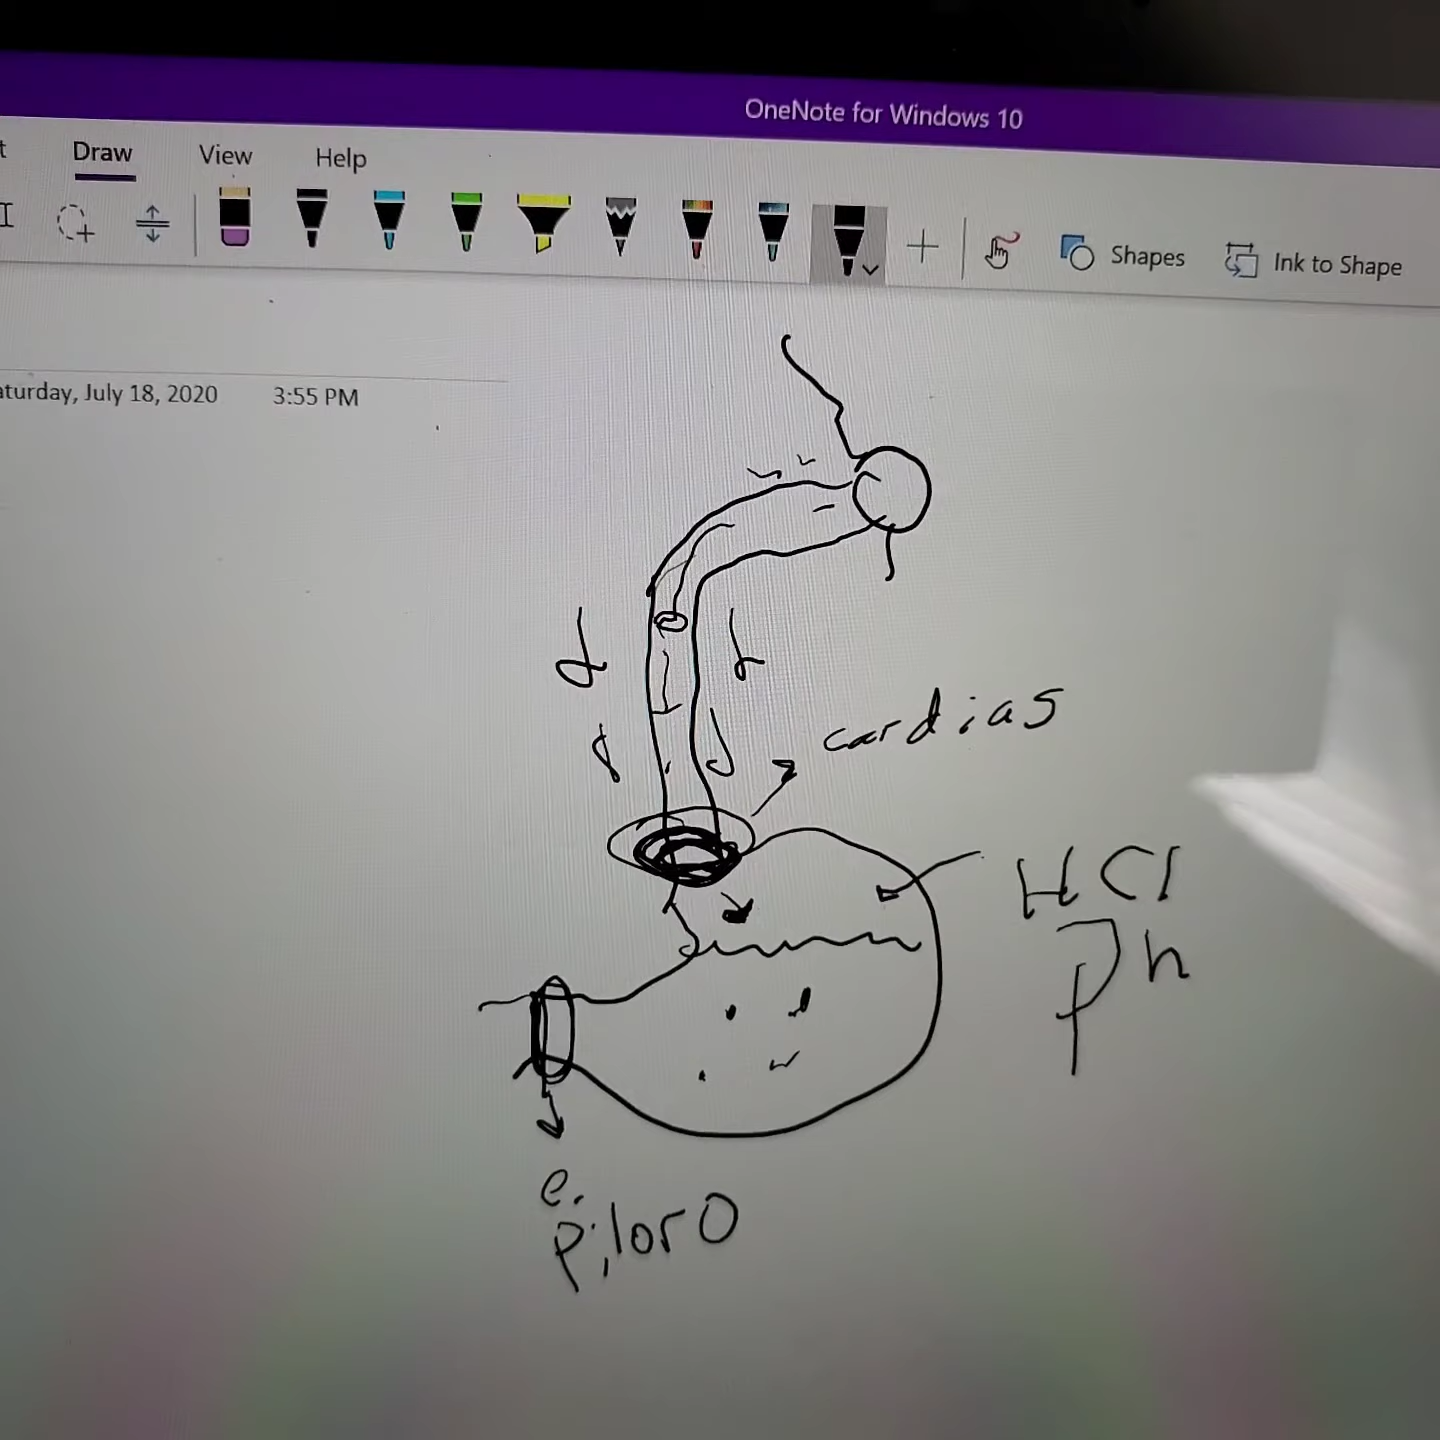 OneNote for Windows 10
Draw View Help
Shapes Ink to Shape
July 18, 2020 3:55 PM
cardias
HCl
Ph
e.
piloro